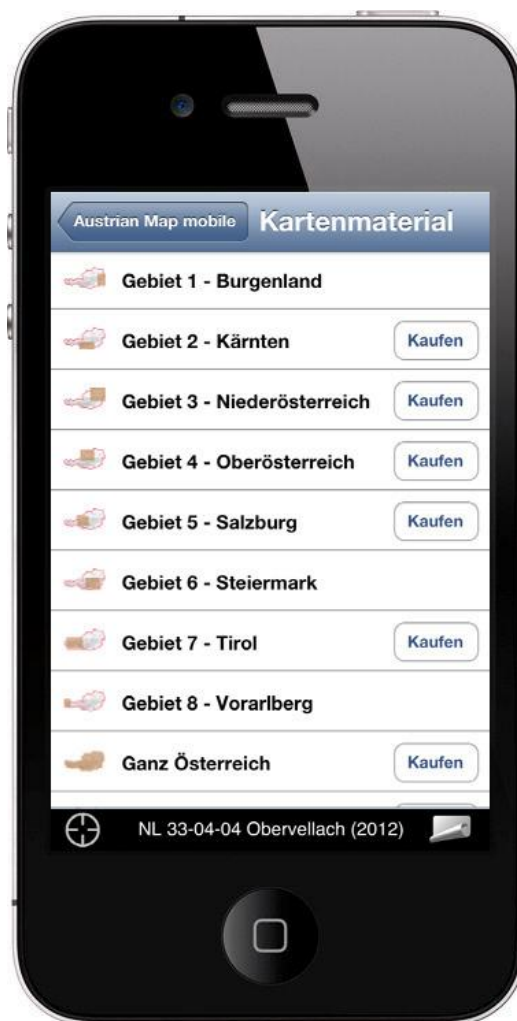 Austrian Map mobile Kartenmaterial
Gebiet 1 - Burgenland
Gebiet 2 - Kärnten Kaufen
Gebiet 3 - Niederösterreich Kaufen
Gebiet 4 - Oberösterreich Kaufen
Gebiet 5 - Salzburg Kaufen
Gebiet 6 - Steiermark
Gebiet 7 - Tirol Kaufen
Gebiet 8 - Vorarlberg
Ganz Österreich Kaufen
NL 33-04-04 Obervellach (2012)